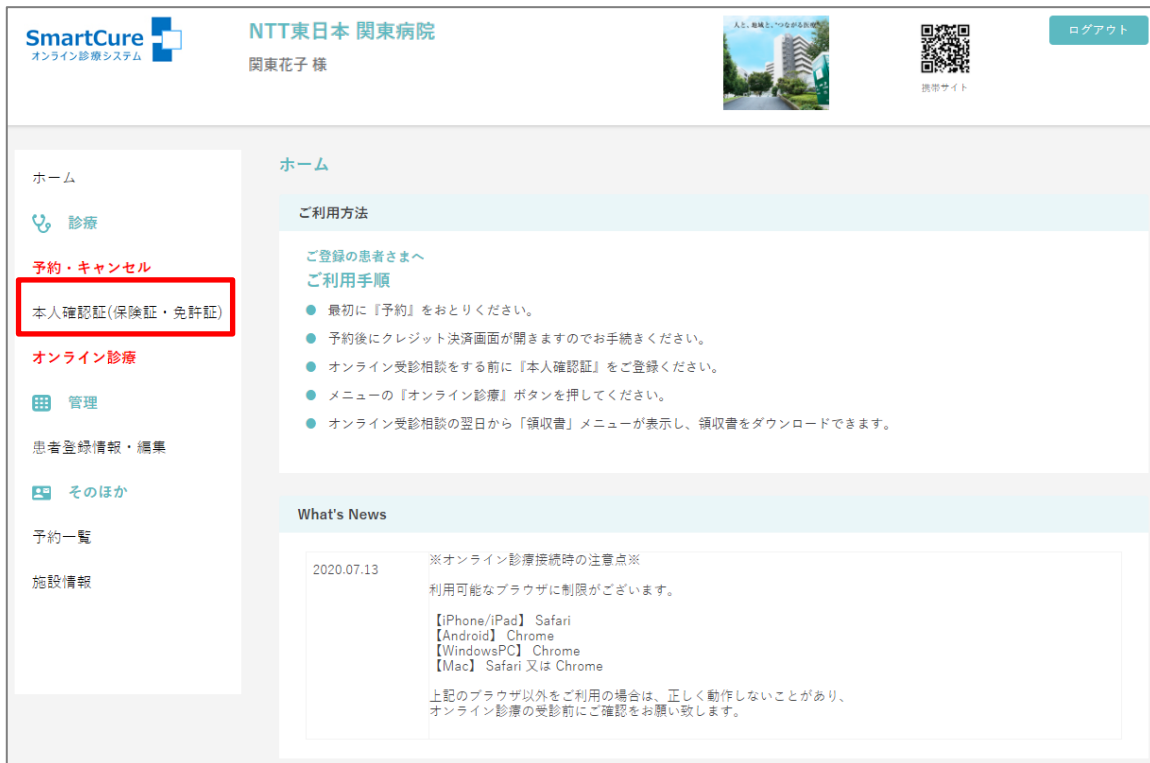 SmartCure
オンライン診療システム
NTT東日本 関東病院
関東花子 様
人と、地域と、"つながる医療"
携帯サイト
ログアウト
ホーム
診療
予約・キャンセル
本人確認証(保険証・免許証)
オンライン診療
管理
患者登録情報・編集
そのほか
予約一覧
施設情報
ホーム
ご利用方法
ご登録の患者さまへ
ご利用手順
● 最初に『予約』をおとりください。
● 予約後にクレジット決済画面が開きますのでお手続きください。
● オンライン受診相談をする前に『本人確認証』をご登録ください。
● メニューの『オンライン診療』ボタンを押してください。
● オンライン受診相談の翌日から「領収書」メニューが表示し、領収書をダウンロードできます。
What's News
2020.07.13
※オンライン診療接続時の注意点※
利用可能なブラウザに制限がございます。
【iPhone/iPad】 Safari
【Android】 Chrome
【WindowsPC】 Chrome
【Mac】 Safari 又は Chrome
上記のブラウザ以外をご利用の場合は、正しく動作しないことがあり、
オンライン診療の受診前にご確認をお願い致します。